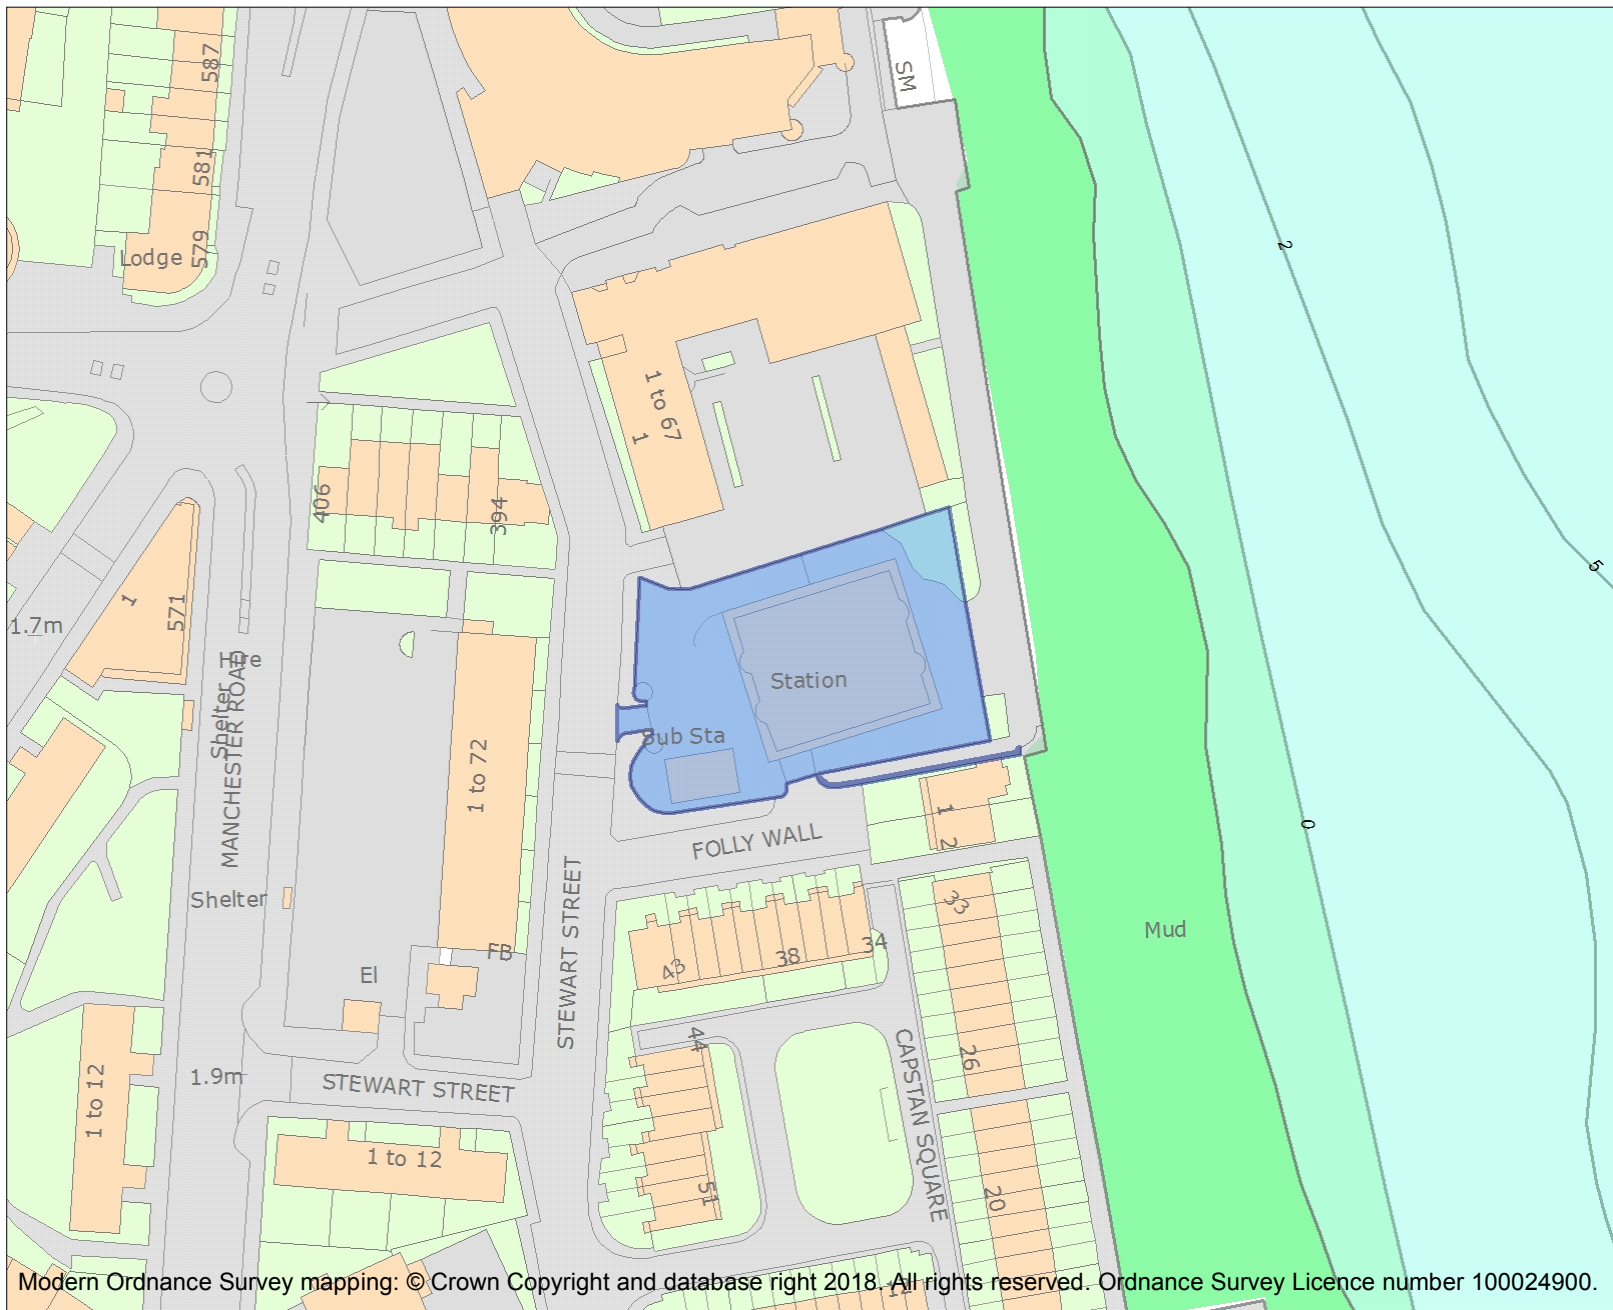 587
SM
581
579
Lodge
2
1 to 67
1
5
406
394
1
571
1.7m
Hire
Shelter
MANCHESTER ROAD
Station
Sub Sta
1 to 72
1
2
0
FOLLY WALL
Shelter
STEWART STREET
33
Mud
FB
El
43
38
34
44
CAPSTAN SQUARE
26
1.9m
STEWART STREET
1 to 12
1 to 12
51
20
12
Modern Ordnance Survey mapping: © Crown Copyright and database right 2018. All rights reserved. Ordnance Survey Licence number 100024900.